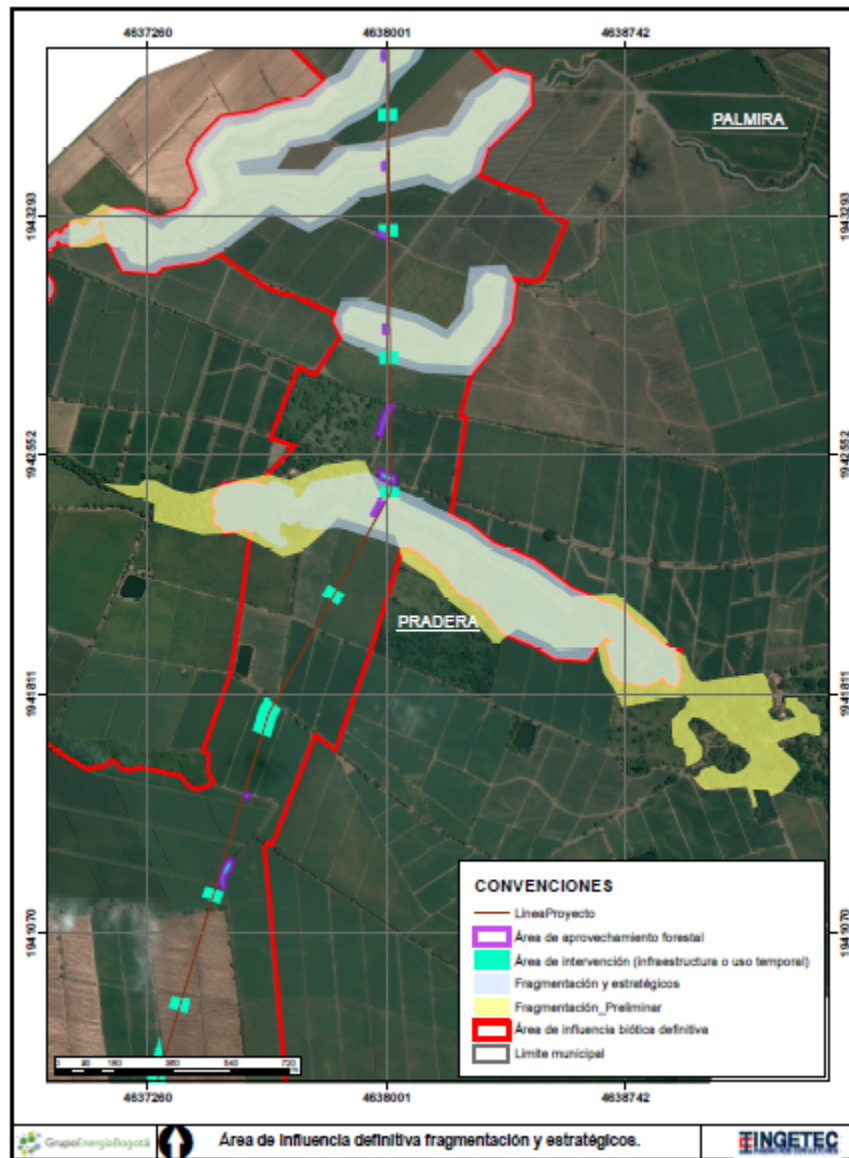 4637260 4638001 4638742
PALMIRA
1943293 1943293
1942552 1942552
PRADERA
1941811 1941811
CONVENCIONES
LíneaProyecto
Área de aprovechamiento forestal
Área de intervención (infraestructura o uso temporal)
Fragmentación y estratégicos
Fragmentación_Preliminar
Área de influencia biótica definitiva
Límite municipal
1941070 1941070
0 90 180 360 540 720
4637260 4638001 4638742
GrupoEnergíaBogotá
Área de influencia definitiva fragmentación y estratégicos.
INGETEC